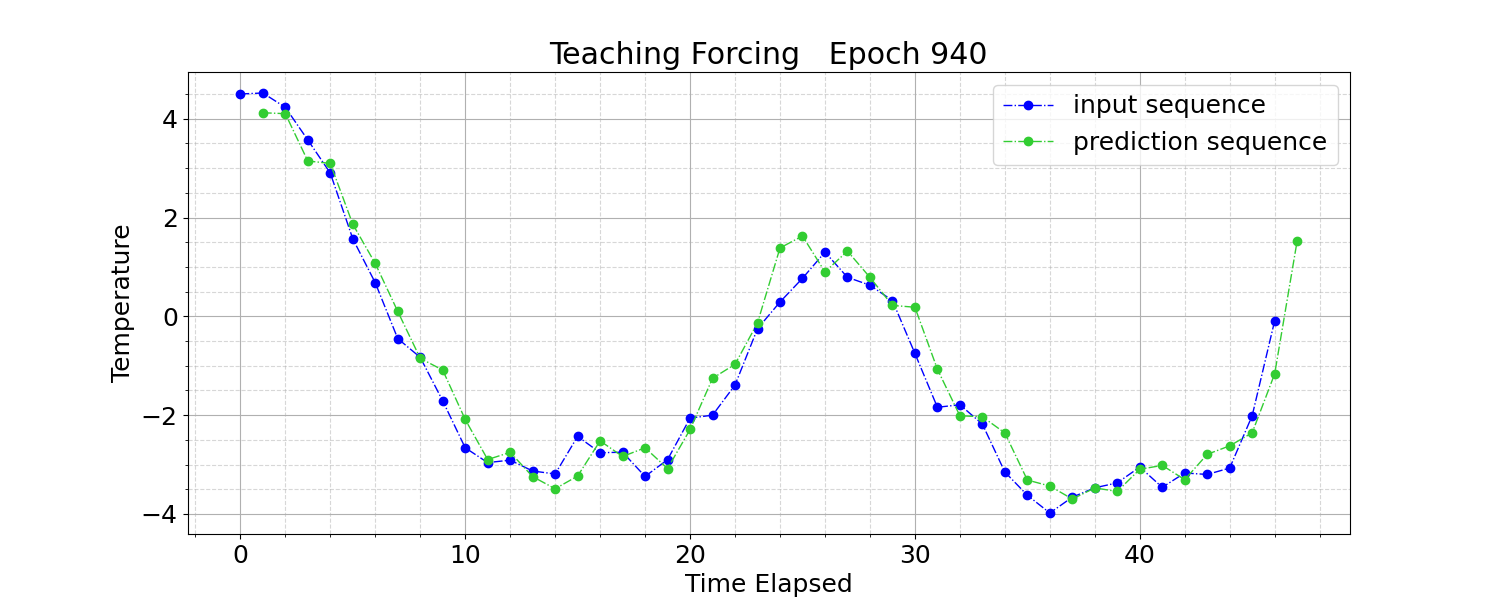 Teaching Forcing   Epoch 940
input sequence
prediction sequence
Temperature
4
2
0
−2
−4
0 10 20 30 40
Time Elapsed